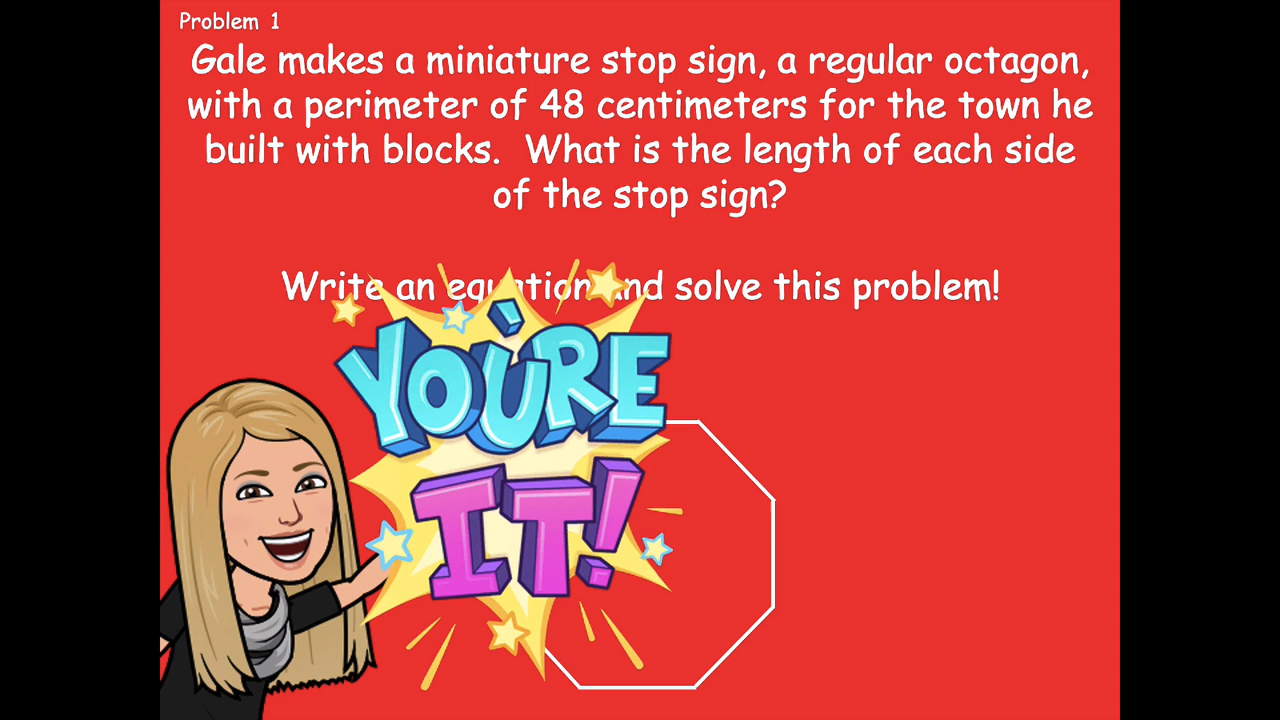 Problem 1
Gale makes a miniature stop sign, a regular octagon,
with a perimeter of 48 centimeters for the town he
built with blocks. What is the length of each side
of the stop sign?
Write an equation and solve this problem!
YOU'RE
IT!